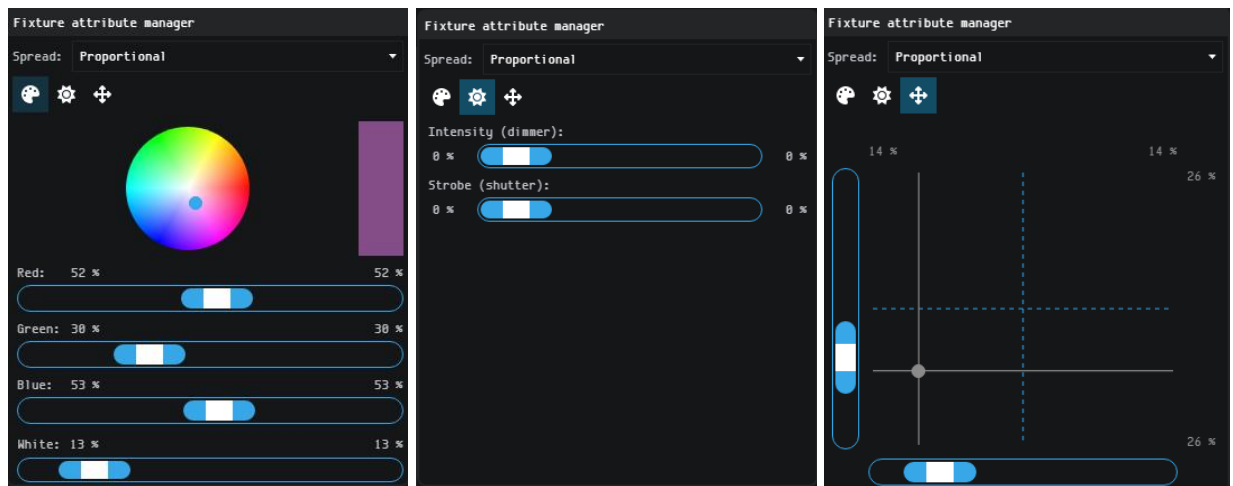 Fixture attribute manager
Spread: Proportional
Red: 52 % 52 %
Green: 30 % 30 %
Blue: 53 % 53 %
White: 13 % 13 %
Fixture attribute manager
Spread: Proportional
Intensity (dimmer):
0 % 0 %
Strobe (shutter):
0 % 0 %
Fixture attribute manager
Spread: Proportional
14 % 14 %
26 %
26 %